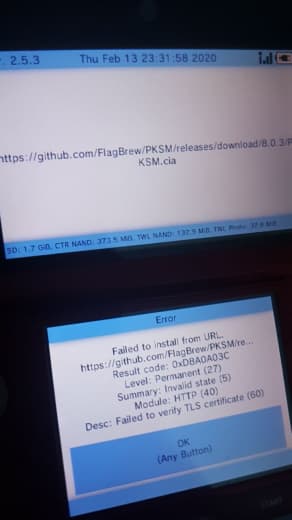 . 2.5.3 Thu Feb 13 23:31:58 2020
https://github.com/FlagBrew/PKSM/releases/download/8.0.3/P
KSM.cia
SD: 1.7 GiB, CTR NAND: 373.5 MiB, TWL NAND: 132.9 MiB, TWL Photo: 37.9 MiB
Error
Failed to install from URL.
https://github.com/FlagBrew/PKSM/re...
Result code: 0xD8A0A03C
Level: Permanent (27)
Summary: Invalid state (5)
Module: HTTP (40)
Desc: Failed to verify TLS certificate (60)
OK
(Any Button)
START